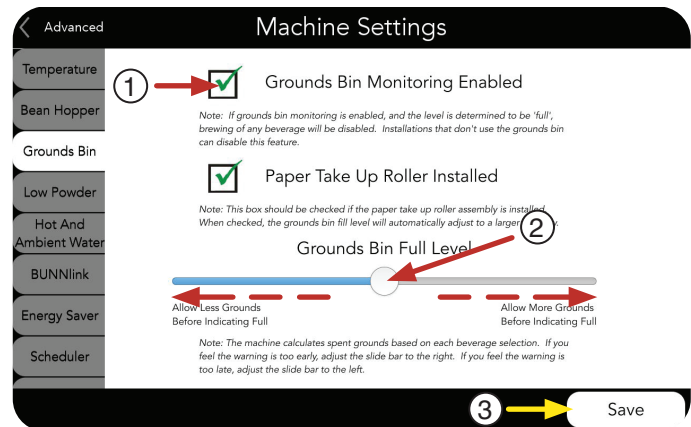 Advanced
Machine Settings
Temperature
Bean Hopper
Grounds Bin
Low Powder
Hot And
Ambient Water
BUNNlink
Energy Saver
Scheduler
1
Grounds Bin Monitoring Enabled
Note: If grounds bin monitoring is enabled, and the level is determined to be 'full',
brewing of any beverage will be disabled. Installations that don't use the grounds bin
can disable this feature.
Paper Take Up Roller Installed
Note: This box should be checked if the paper take up roller assembly is installed.
When checked, the grounds bin fill level will automatically adjust to a larger
2
Grounds Bin Full Level
Allow Less Grounds
Before Indicating Full
Allow More Grounds
Before Indicating Full
Note: The machine calculates spent grounds based on each beverage selection. If you
feel the warning is too early, adjust the slide bar to the right. If you feel the warning is
too late, adjust the slide bar to the left.
3
Save